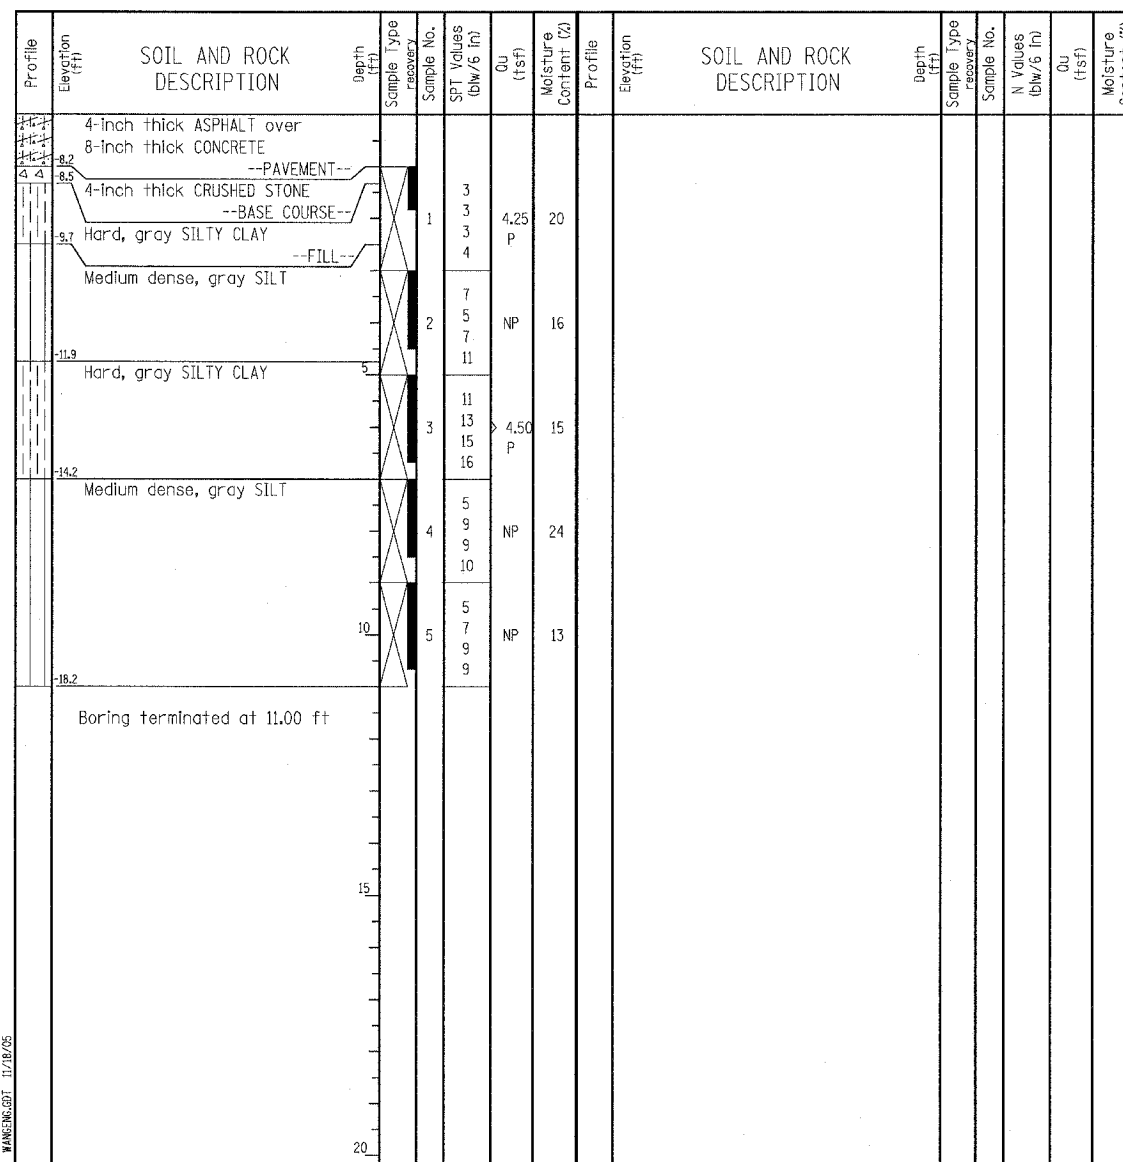 Profile
Elevation (ft)
SOIL AND ROCK
DESCRIPTION
Depth (ft)
Sample Type
recovery
Sample No.
SPT Values
(blw/6 in)
Qu
(tsf)
Moisture
Content (%)
Profile
Elevation (ft)
SOIL AND ROCK
DESCRIPTION
Depth (ft)
Sample Type
recovery
Sample No.
N Values
(blw/6 in)
Qu
(tsf)
Moisture
4-inch thick ASPHALT over
8-inch thick CONCRETE
-8.2
--PAVEMENT--
-8.5
4-inch thick CRUSHED STONE
--BASE COURSE--
Hard, gray SILTY CLAY
-9.7
--FILL--
1
3
3
3
4
4.25
P
20
Medium dense, gray SILT
2
7
5
7
11
NP
16
-11.9
Hard, gray SILTY CLAY
5
3
11
13
15
16
> 4.50
P
15
-14.2
Medium dense, gray SILT
4
5
9
9
10
NP
24
10
5
5
7
9
9
NP
13
-18.2
Boring terminated at 11.00 ft
15
20
WANGENG.GDT 11/18/05